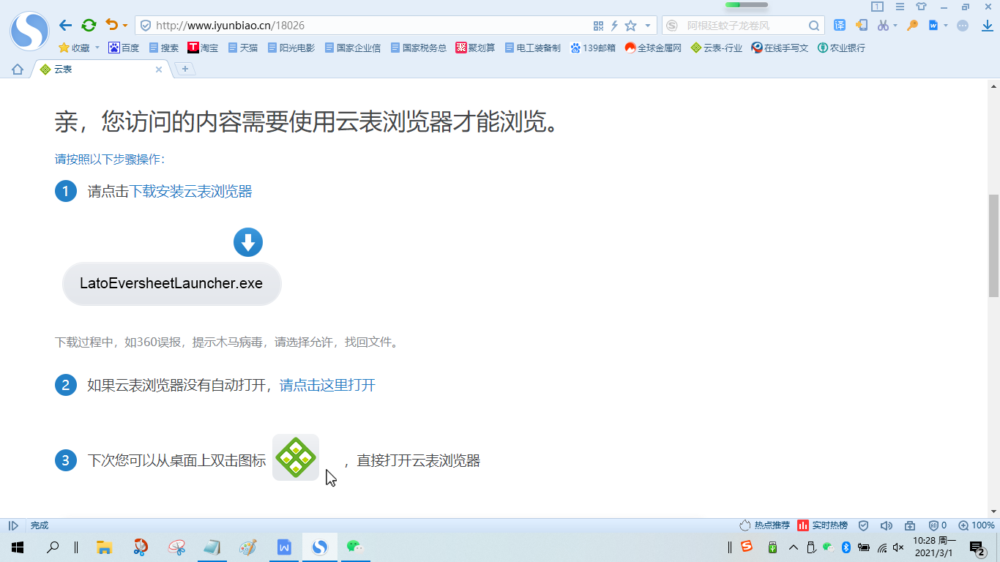 1
http://www.iyunbiao.cn/18026
阿根廷蚊子龙卷风
译
收藏
百度
搜索
淘宝
天猫
阳光电影
国家企业信
国家税务总
聚划算
电工装备制
139邮箱
全球金属网
云表-行业
在线手写文
农业银行
云表
亲，您访问的内容需要使用云表浏览器才能浏览。
请按照以下步骤操作：
1 请点击下载安装云表浏览器
LatoEversheetLauncher.exe
下载过程中，如360误报，提示木马病毒，请选择允许，找回文件。
2 如果云表浏览器没有自动打开，请点击这里打开
3 下次您可以从桌面上双击图标 ，直接打开云表浏览器
完成
热点推荐
实时热榜
0
100%
10:28 周一
2021/3/1
2